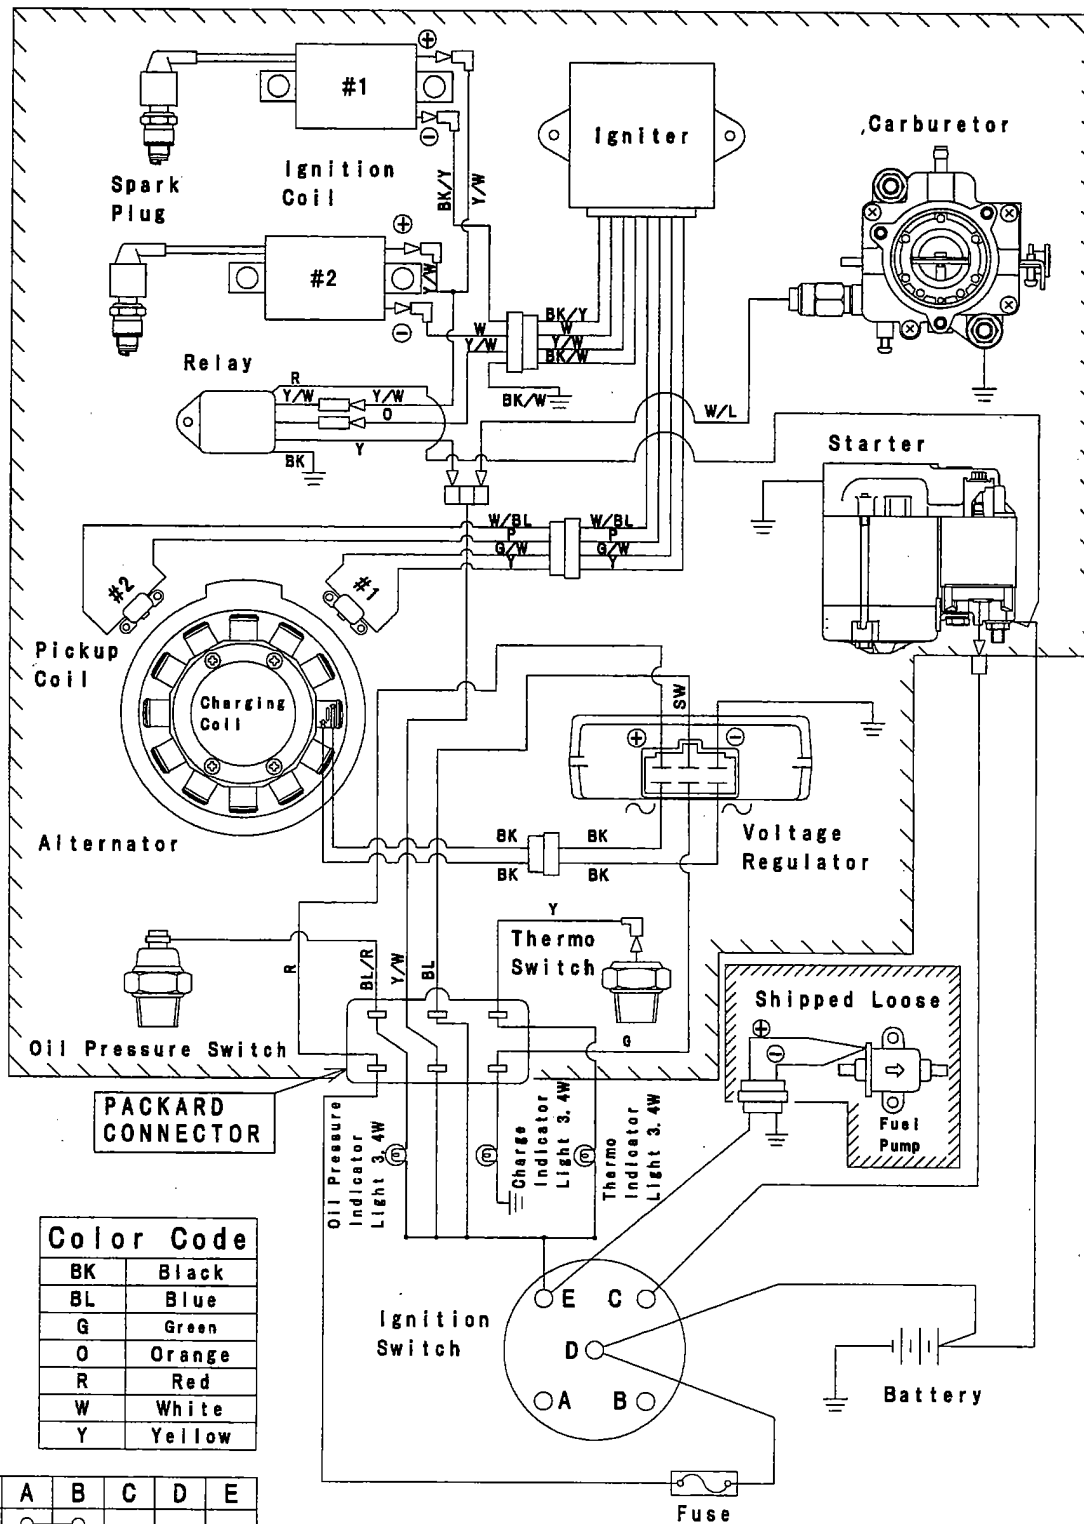 #1
Igniter
Carburetor
Ignition
Coil
Spark
Plug
BK/Y
Y/W
#2
Y/W
BK/Y
W
Y/W
BK/W
W
Y/W
BK/W
Relay
R
Y/W
Y/W
O
Y
BK
W/L
Starter
W/BL
P
G/W
Y
W/BL
P
G/W
Y
#2
#1
Pickup
Coil
Charging
Coil
SW
Alternator
BK
BK
BK
BK
Voltage
Regulator
R
BL/R
Y/W
BL
Y
Thermo
Switch
G
Oil Pressure Switch
Shipped Loose
Fuel
Pump
PACKARD
CONNECTOR
Oil Pressure
Indicator
Light 3.4W
Charge
Indicator
Light 3.4W
Thermo
Indicator
Light 3.4W
Color Code
BK Black
BL Blue
G Green
O Orange
R Red
W White
Y Yellow
Ignition
Switch
E C
D
A B
Battery
Fuse
A B C D E